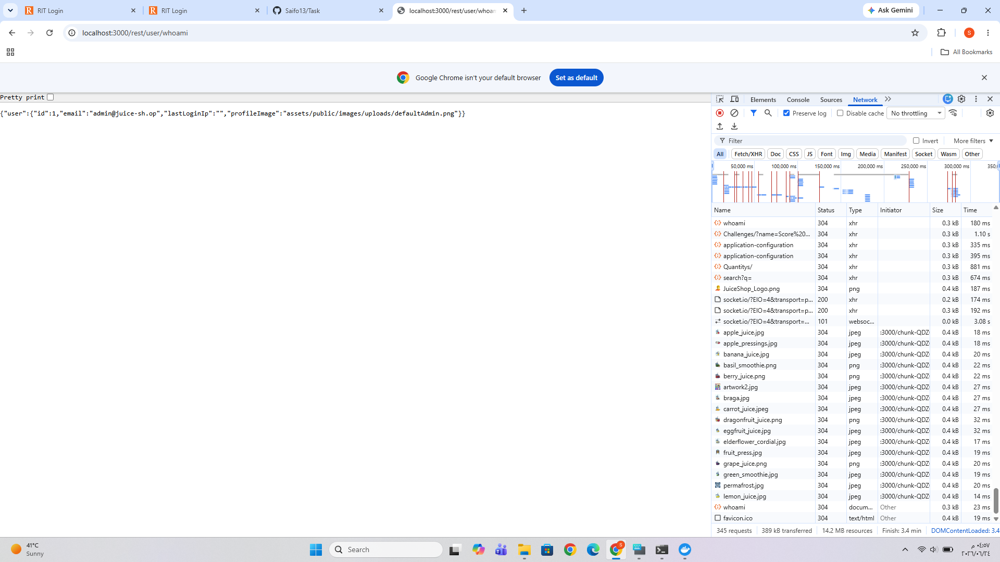 RIT Login
RIT Login
Saifo13/Task
localhost:3000/rest/user/whoam
Ask Gemini
localhost:3000/rest/user/whoami
S
All Bookmarks
Google Chrome isn't your default browser
Set as default
Pretty print
{"user":{"id":1,"email":"admin@juice-sh.op","lastLoginIp":"","profileImage":"assets/public/images/uploads/defaultAdmin.png"}}
Elements Console Sources Network
Preserve log Disable cache No throttling
Filter Invert More filters
All Fetch/XHR Doc CSS JS Font Img Media Manifest Socket Wasm Other
50,000 ms 100,000 ms 150,000 ms 200,000 ms 250,000 ms 300,000 ms 350,
Name Status Type Initiator Size Time
whoami 304 xhr 0.3 kB 180 ms
Challenges/?name=Score%20... 304 xhr 0.3 kB 1.10 s
application-configuration 304 xhr 0.3 kB 335 ms
application-configuration 304 xhr 0.3 kB 395 ms
Quantitys/ 304 xhr 0.3 kB 881 ms
search?q= 304 xhr 0.3 kB 674 ms
JuiceShop_Logo.png 304 png 0.4 kB 187 ms
socket.io/?EIO=4&transport=p... 200 xhr 0.2 kB 174 ms
socket.io/?EIO=4&transport=p... 200 xhr 0.3 kB 192 ms
socket.io/?EIO=4&transport=... 101 websoc... 0.0 kB 3.08 s
apple_juice.jpg 304 jpeg :3000/chunk-QDZ 0.4 kB 18 ms
apple_pressings.jpg 304 jpeg :3000/chunk-QDZ 0.4 kB 18 ms
banana_juice.jpg 304 jpeg :3000/chunk-QDZ 0.4 kB 20 ms
basil_smoothie.png 304 png :3000/chunk-QDZ 0.4 kB 22 ms
berry_juice.png 304 png :3000/chunk-QDZ 0.4 kB 22 ms
artwork2.jpg 304 jpeg :3000/chunk-QDZ 0.4 kB 27 ms
braga.jpg 304 jpeg :3000/chunk-QDZ 0.4 kB 27 ms
carrot_juice.jpeg 304 jpeg :3000/chunk-QDZ 0.4 kB 27 ms
dragonfruit_juice.png 304 png :3000/chunk-QDZ 0.4 kB 32 ms
eggfruit_juice.jpg 304 jpeg :3000/chunk-QDZ 0.4 kB 32 ms
elderflower_cordial.jpg 304 jpeg :3000/chunk-QDZ 0.4 kB 17 ms
fruit_press.jpg 304 jpeg :3000/chunk-QDZ 0.4 kB 19 ms
grape_juice.png 304 png :3000/chunk-QDZ 0.4 kB 20 ms
green_smoothie.jpg 304 jpeg :3000/chunk-QDZ 0.4 kB 19 ms
permafrost.jpg 304 jpeg :3000/chunk-QDZ 0.4 kB 20 ms
lemon_juice.jpg 304 jpeg :3000/chunk-QDZ 0.4 kB 14 ms
whoami 304 docum... Other 0.3 kB 23 ms
favicon.ico 304 text/html Other 0.4 kB 19 ms
345 requests 389 kB transferred 14.2 MB resources Finish: 3.4 min DOMContentLoaded: 3.4
41°C
Sunny
Search
S
٠٤:٥٧ م
٢٠٢٦/٠٦/٢٤